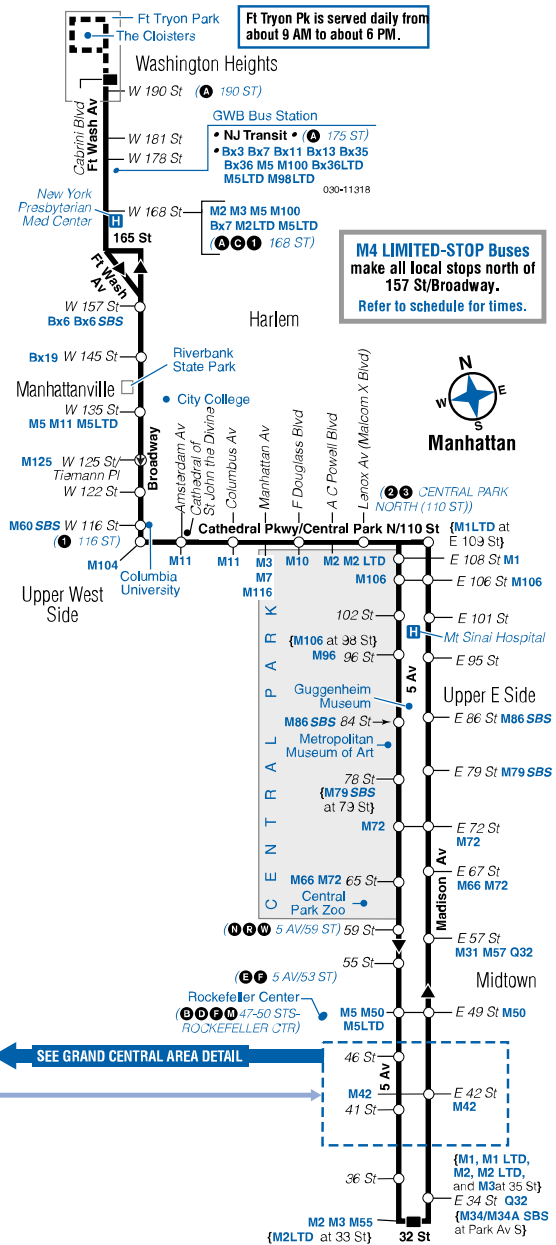 Ft Tryon Park
The Cloisters
Ft Tryon Pk is served daily from
about 9 AM to about 6 PM.
Washington Heights
Cabrini Blvd
Ft Wash Av
W 190 St (A 190 ST)
GWB Bus Station
• NJ Transit • (A 175 ST)
• Bx3 Bx7 Bx11 Bx13 Bx35
Bx36 M5 M100 Bx36LTD
M5LTD M98LTD
030-11318
W 181 St
W 178 St
New York
Presbyterian
Med Center
H
W 168 St
M2 M3 M5 M100
Bx7 M2LTD M5LTD
(A C 1 168 ST)
165 St
Ft Wash
Av
M4 LIMITED-STOP Buses
make all local stops north of
157 St/Broadway.
Refer to schedule for times.
W 157 St
Bx6 Bx6 SBS
Harlem
Bx19 W 145 St
Riverbank
State Park
Manhattanville
City College
W 135 St
M5 M11 M5LTD
Broadway
M125 W 125 St/
Tiemann Pl
W 122 St
M60 SBS W 116 St
(1 116 ST)
M104
Columbia
University
Upper West
Side
N
W E
S
Manhattan
Amsterdam Av
Cathedral of
St John the Divine
Columbus Av
Manhattan Av
F Douglass Blvd
A C Powell Blvd
Lenox Av (Malcom X Blvd)
(2 3 CENTRAL PARK
NORTH (110 ST))
Cathedral Pkwy/Central Park N/110 St
{M1LTD at
E 109 St}
M11
M11
M3
M7
M116
M10
M2 M2 LTD
E 108 St M1
M106
E 106 St M106
CENTRAL PARK
102 St
E 101 St
H
Mt Sinai Hospital
{M106 at 98 St}
M96 96 St
E 95 St
5 Av
Guggenheim
Museum
Upper E Side
M86 SBS 84 St
E 86 St M86 SBS
Metropolitan
Museum of Art
78 St
{M79 SBS
at 79 St}
E 79 St M79 SBS
M72
E 72 St
M72
Madison Av
M66 M72 65 St
E 67 St
M66 M72
Central
Park Zoo
(N R W 5 AV/59 ST) 59 St
E 57 St
M31 M57 Q32
55 St
(E F 5 AV/53 ST)
Midtown
Rockefeller Center
(B D F M 47-50 STS-
ROCKEFELLER CTR)
M5 M50
M5LTD
E 49 St M50
SEE GRAND CENTRAL AREA DETAIL
46 St
5 Av
M42
E 42 St
M42
41 St
36 St
{M1, M1 LTD,
M2, M2 LTD,
and M3at 35 St}
E 34 St Q32
{M34/M34A SBS
at Park Av S}
M2 M3 M55
{M2LTD at 33 St}
32 St